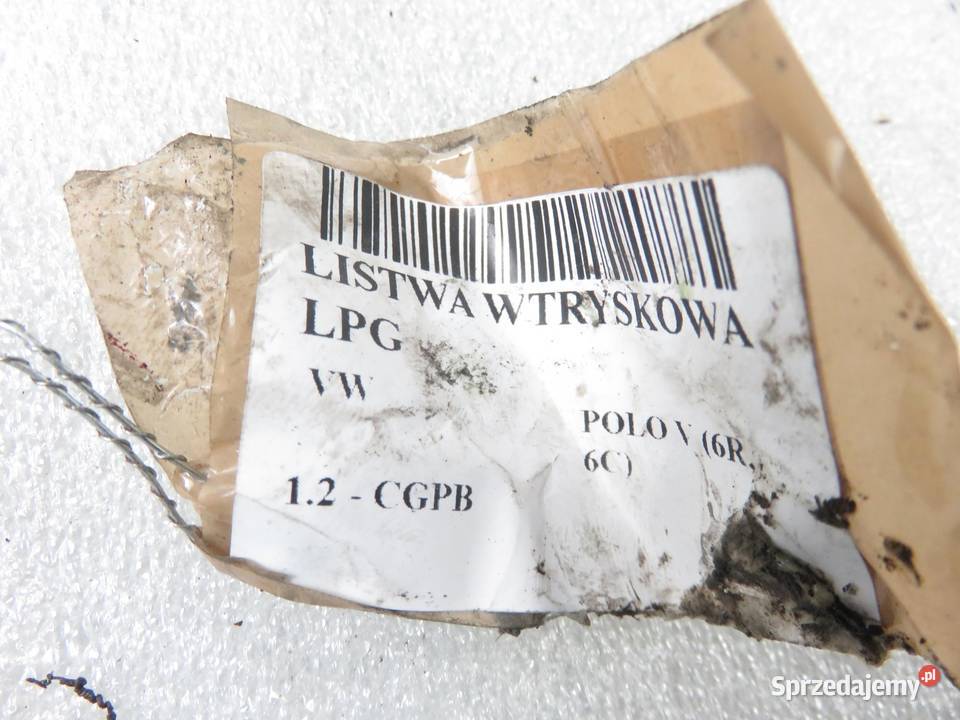 LISTWA WTRYSKOWA
LPG
VW
POLO V (6R,
6C)
1.2 - CGPB
Sprzedajemy.pl